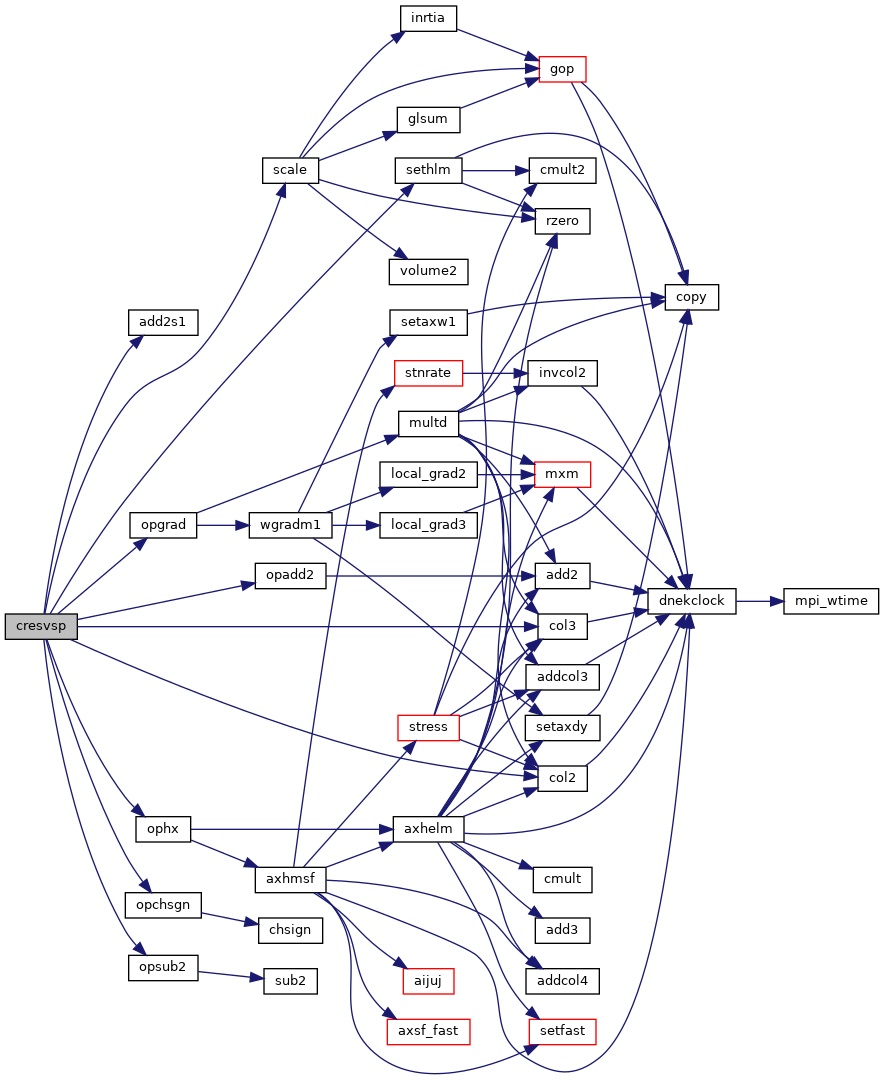 inrtia
gop
glsum
scale
sethlm
cmult2
rzero
volume2
copy
add2s1
setaxw1
stnrate
invcol2
multd
local_grad2
mxm
opgrad
wgradm1
local_grad3
opadd2
add2
dnekclock
mpi_wtime
cresvsp
col3
addcol3
stress
setaxdy
col2
ophx
axhelm
axhmsf
cmult
opchsgn
chsign
add3
opsub2
sub2
aijuj
addcol4
axsf_fast
setfast